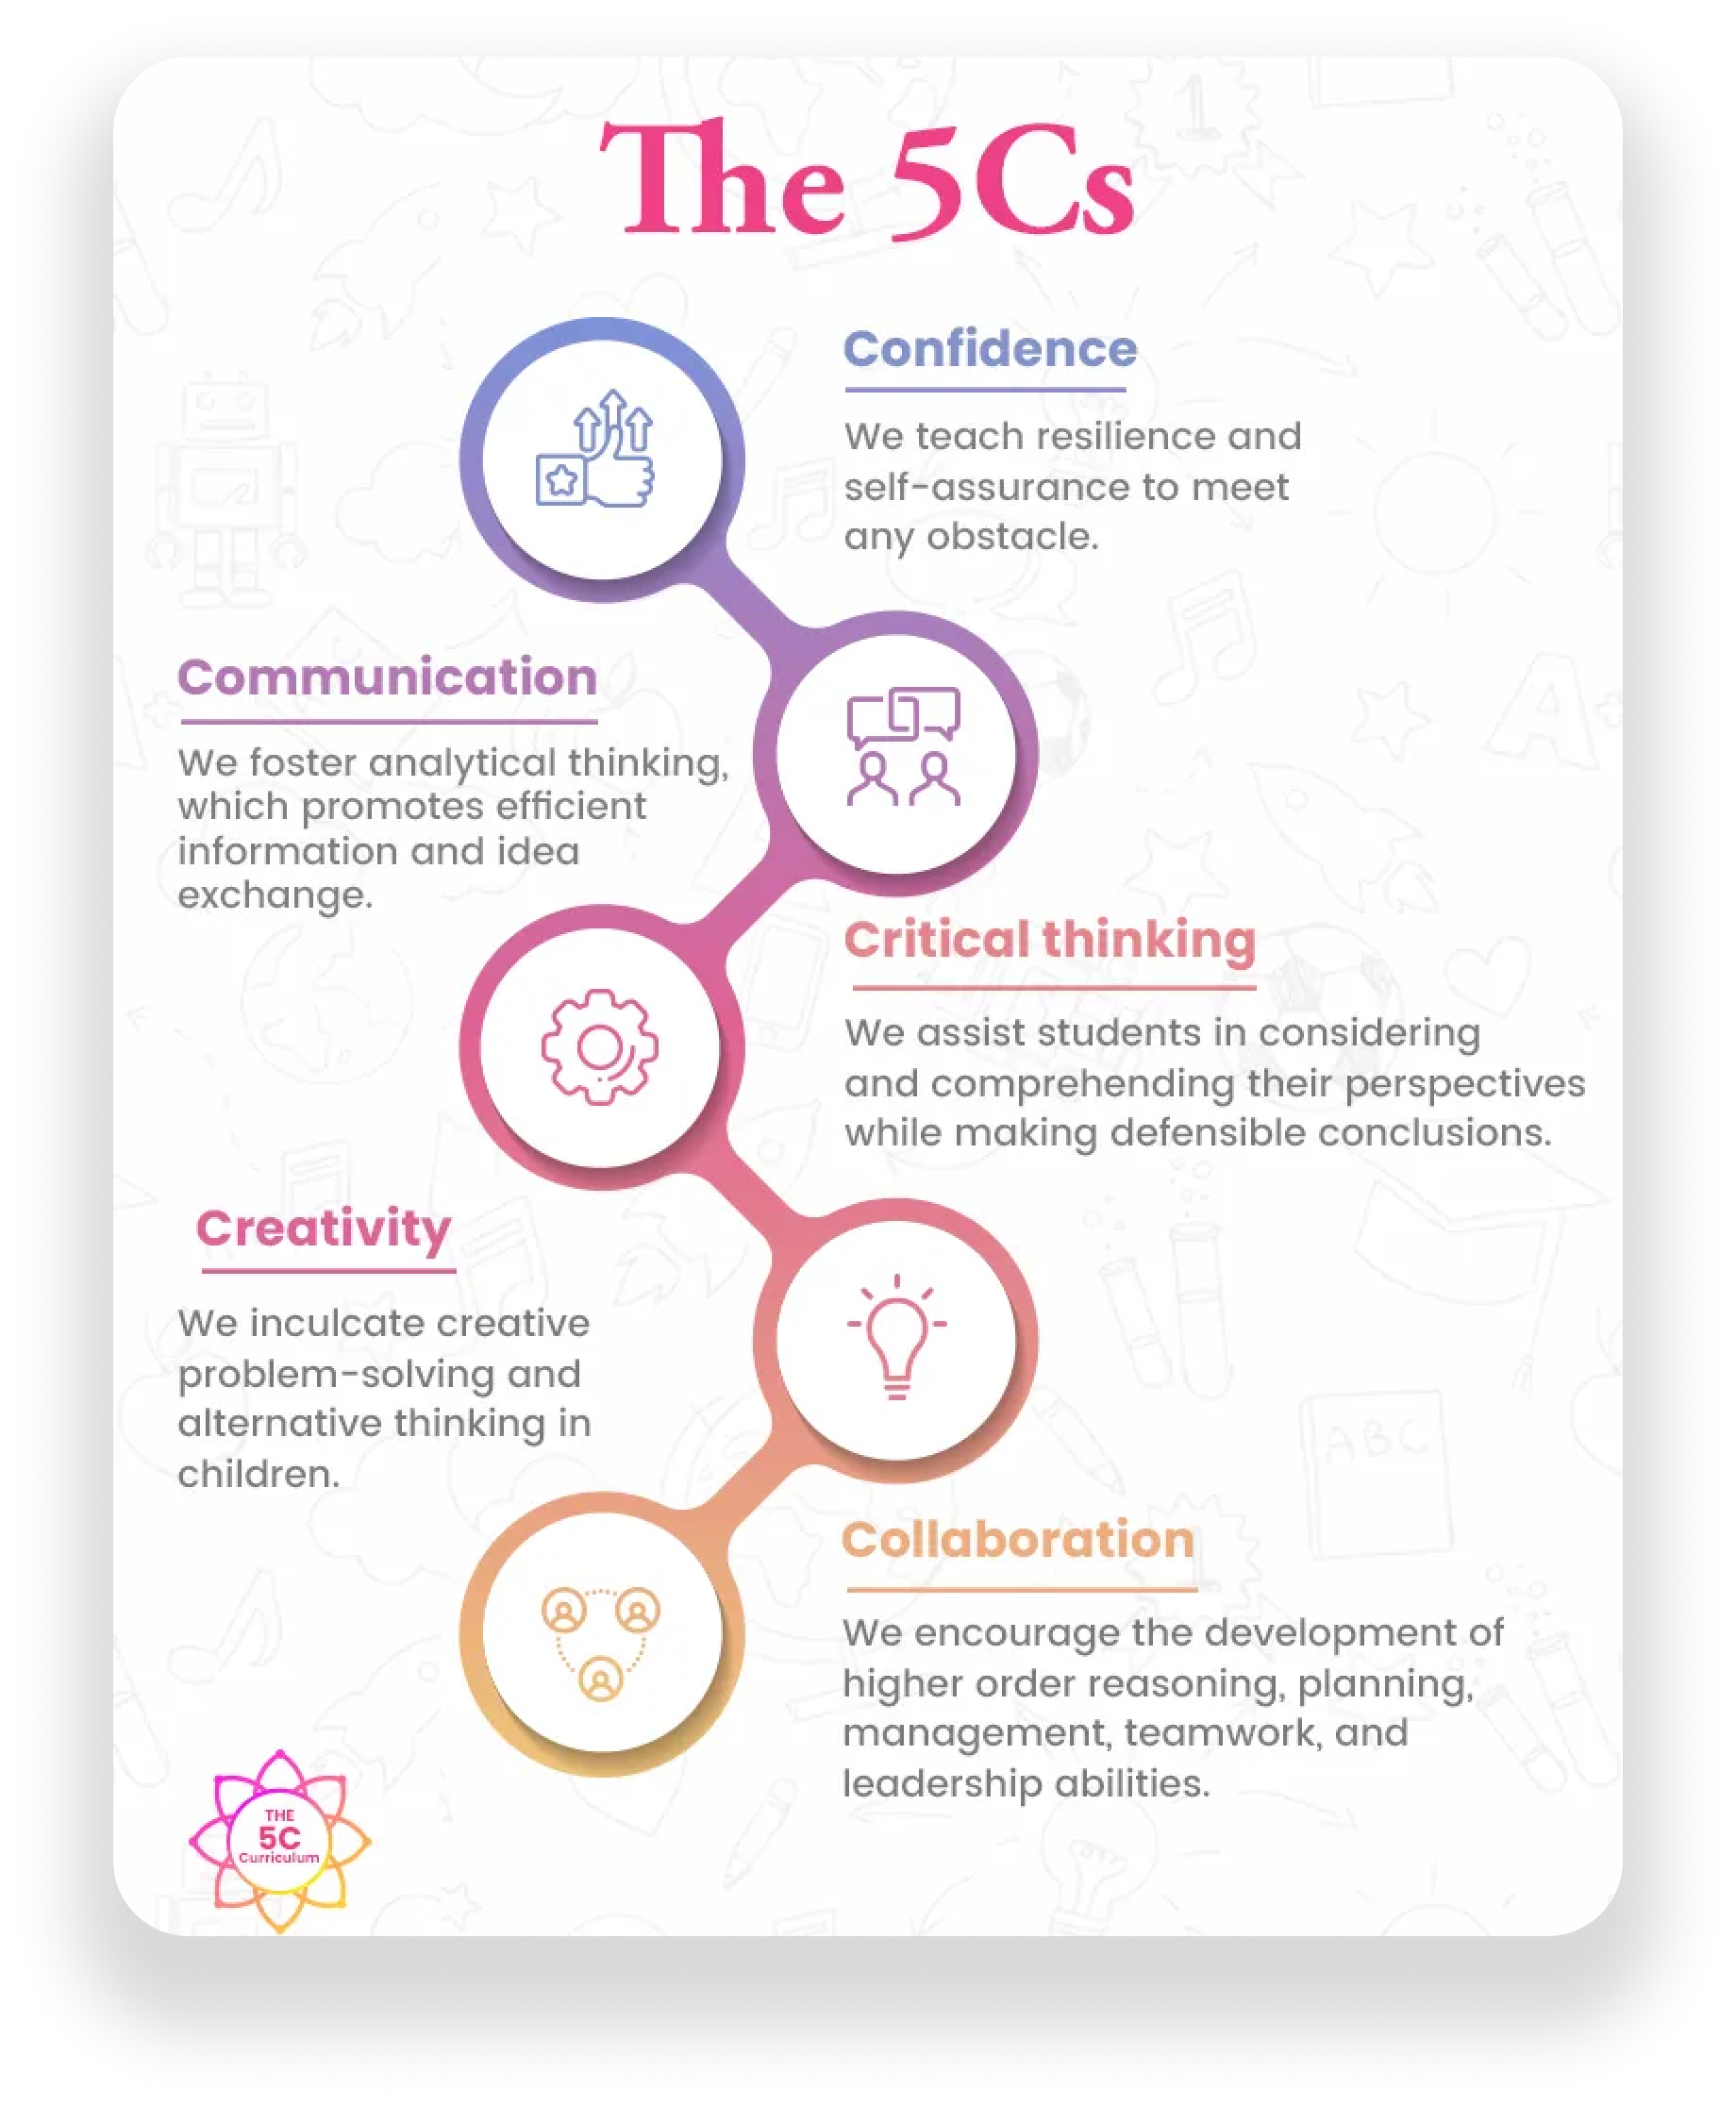 The 5Cs
Confidence
We teach resilience and
self-assurance to meet
any obstacle.
Communication
We foster analytical thinking,
which promotes efficient
information and idea
exchange.
Critical thinking
We assist students in considering
and comprehending their perspectives
while making defensible conclusions.
Creativity
We inculcate creative
problem-solving and
alternative thinking in
children.
Collaboration
We encourage the development of
higher order reasoning, planning,
management, teamwork, and
leadership abilities.
THE
5C
Curriculum
1
A
ABC
1